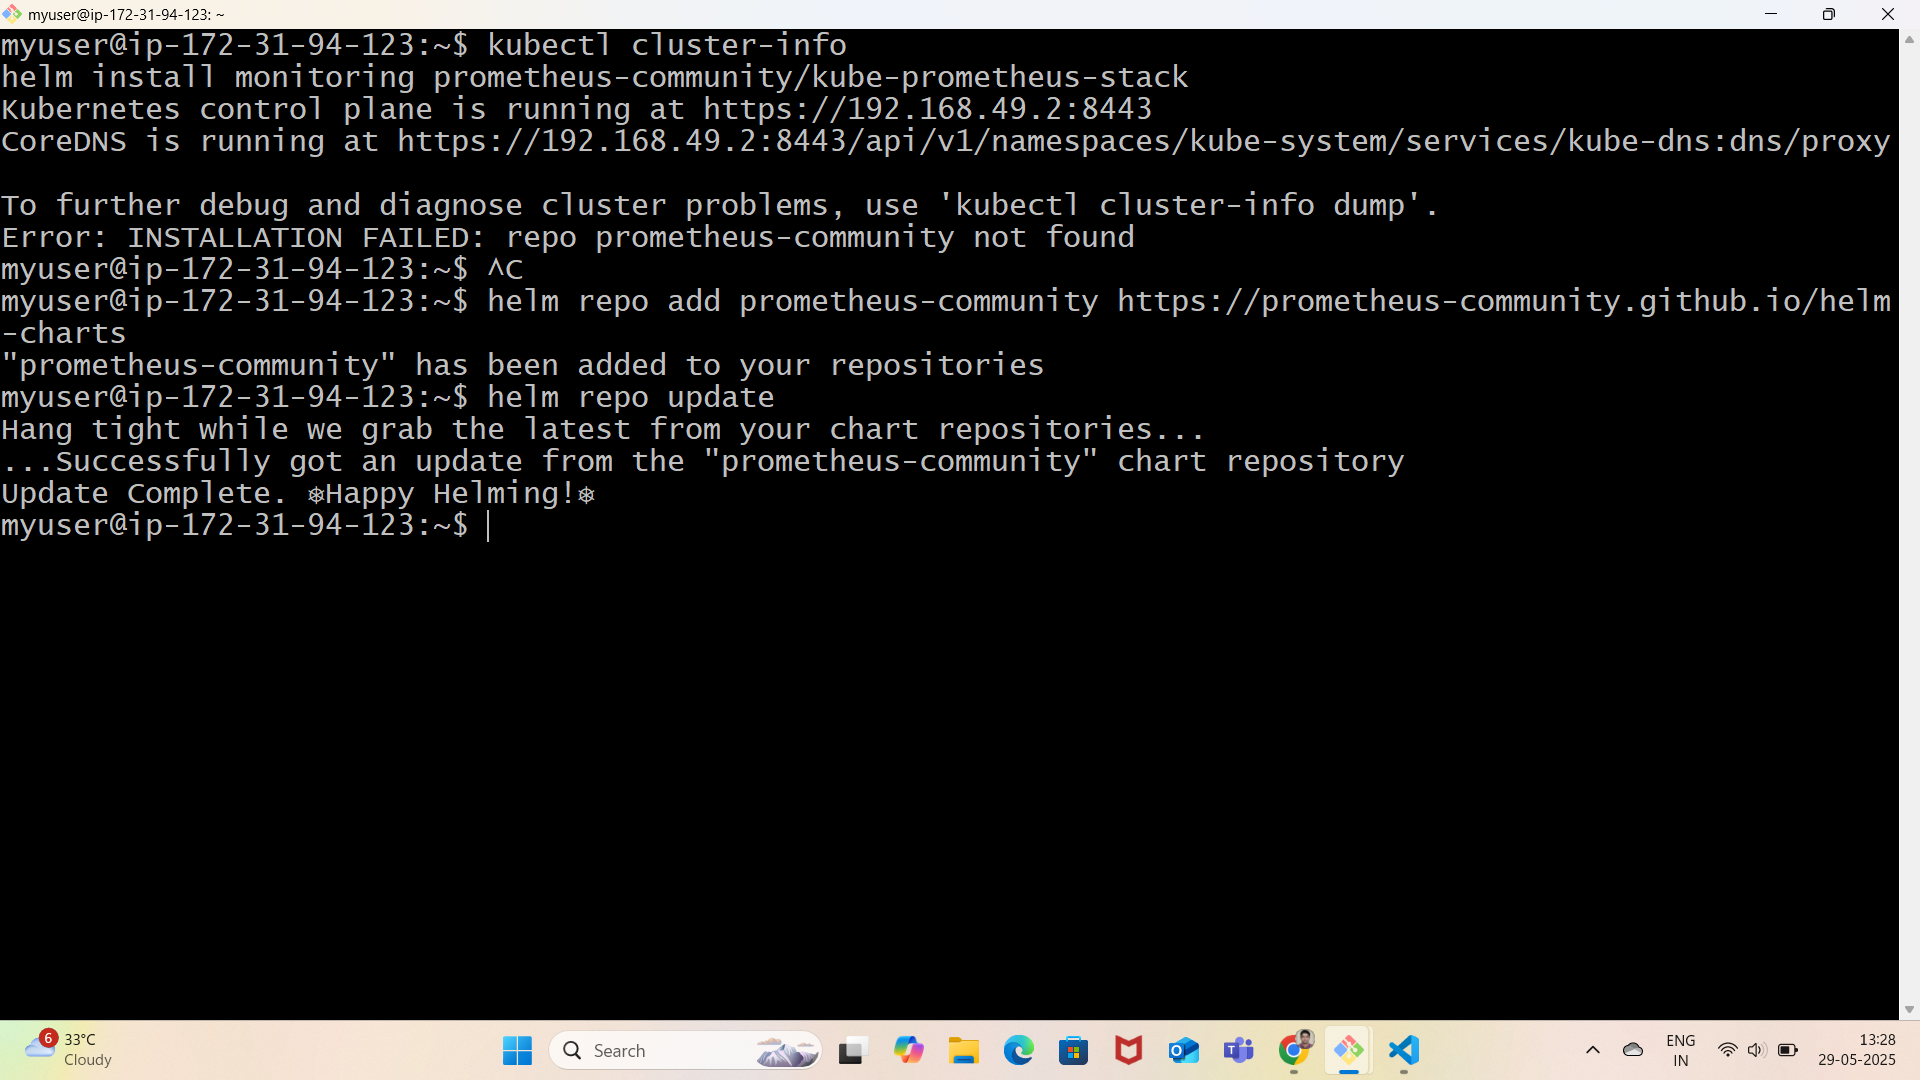 myuser@ip-172-31-94-123: ~
myuser@ip-172-31-94-123:~$ kubectl cluster-info
helm install monitoring prometheus-community/kube-prometheus-stack
Kubernetes control plane is running at https://192.168.49.2:8443
CoreDNS is running at https://192.168.49.2:8443/api/v1/namespaces/kube-system/services/kube-dns:dns/proxy
To further debug and diagnose cluster problems, use 'kubectl cluster-info dump'.
Error: INSTALLATION FAILED: repo prometheus-community not found
myuser@ip-172-31-94-123:~$ ^C
myuser@ip-172-31-94-123:~$ helm repo add prometheus-community https://prometheus-community.github.io/helm
-charts
"prometheus-community" has been added to your repositories
myuser@ip-172-31-94-123:~$ helm repo update
Hang tight while we grab the latest from your chart repositories...
...Successfully got an update from the "prometheus-community" chart repository
Update Complete. ⎈Happy Helming!⎈
myuser@ip-172-31-94-123:~$
6
33°C
Cloudy
Search
ENG
IN
13:28
29-05-2025